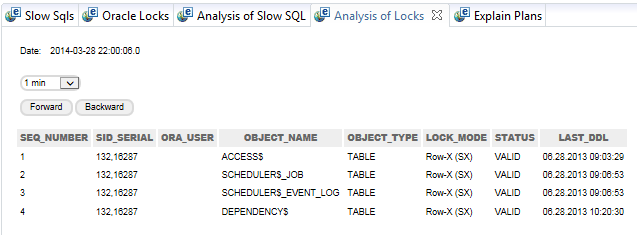 Slow Sqls Oracle Locks Analysis of Slow SQL Analysis of Locks Explain Plans
Date: 2014-03-28 22:00:06.0
1 min
Forward Backward
SEQ_NUMBER SID_SERIAL ORA_USER OBJECT_NAME OBJECT_TYPE LOCK_MODE STATUS LAST_DDL
1 132,16287 ACCESS$ TABLE Row-X (SX) VALID 06.28.2013 09:03:29
2 132,16287 SCHEDULER$_JOB TABLE Row-X (SX) VALID 06.28.2013 09:06:53
3 132,16287 SCHEDULER$_EVENT_LOG TABLE Row-X (SX) VALID 06.28.2013 09:06:53
4 132,16287 DEPENDENCY$ TABLE Row-X (SX) VALID 06.28.2013 10:20:30